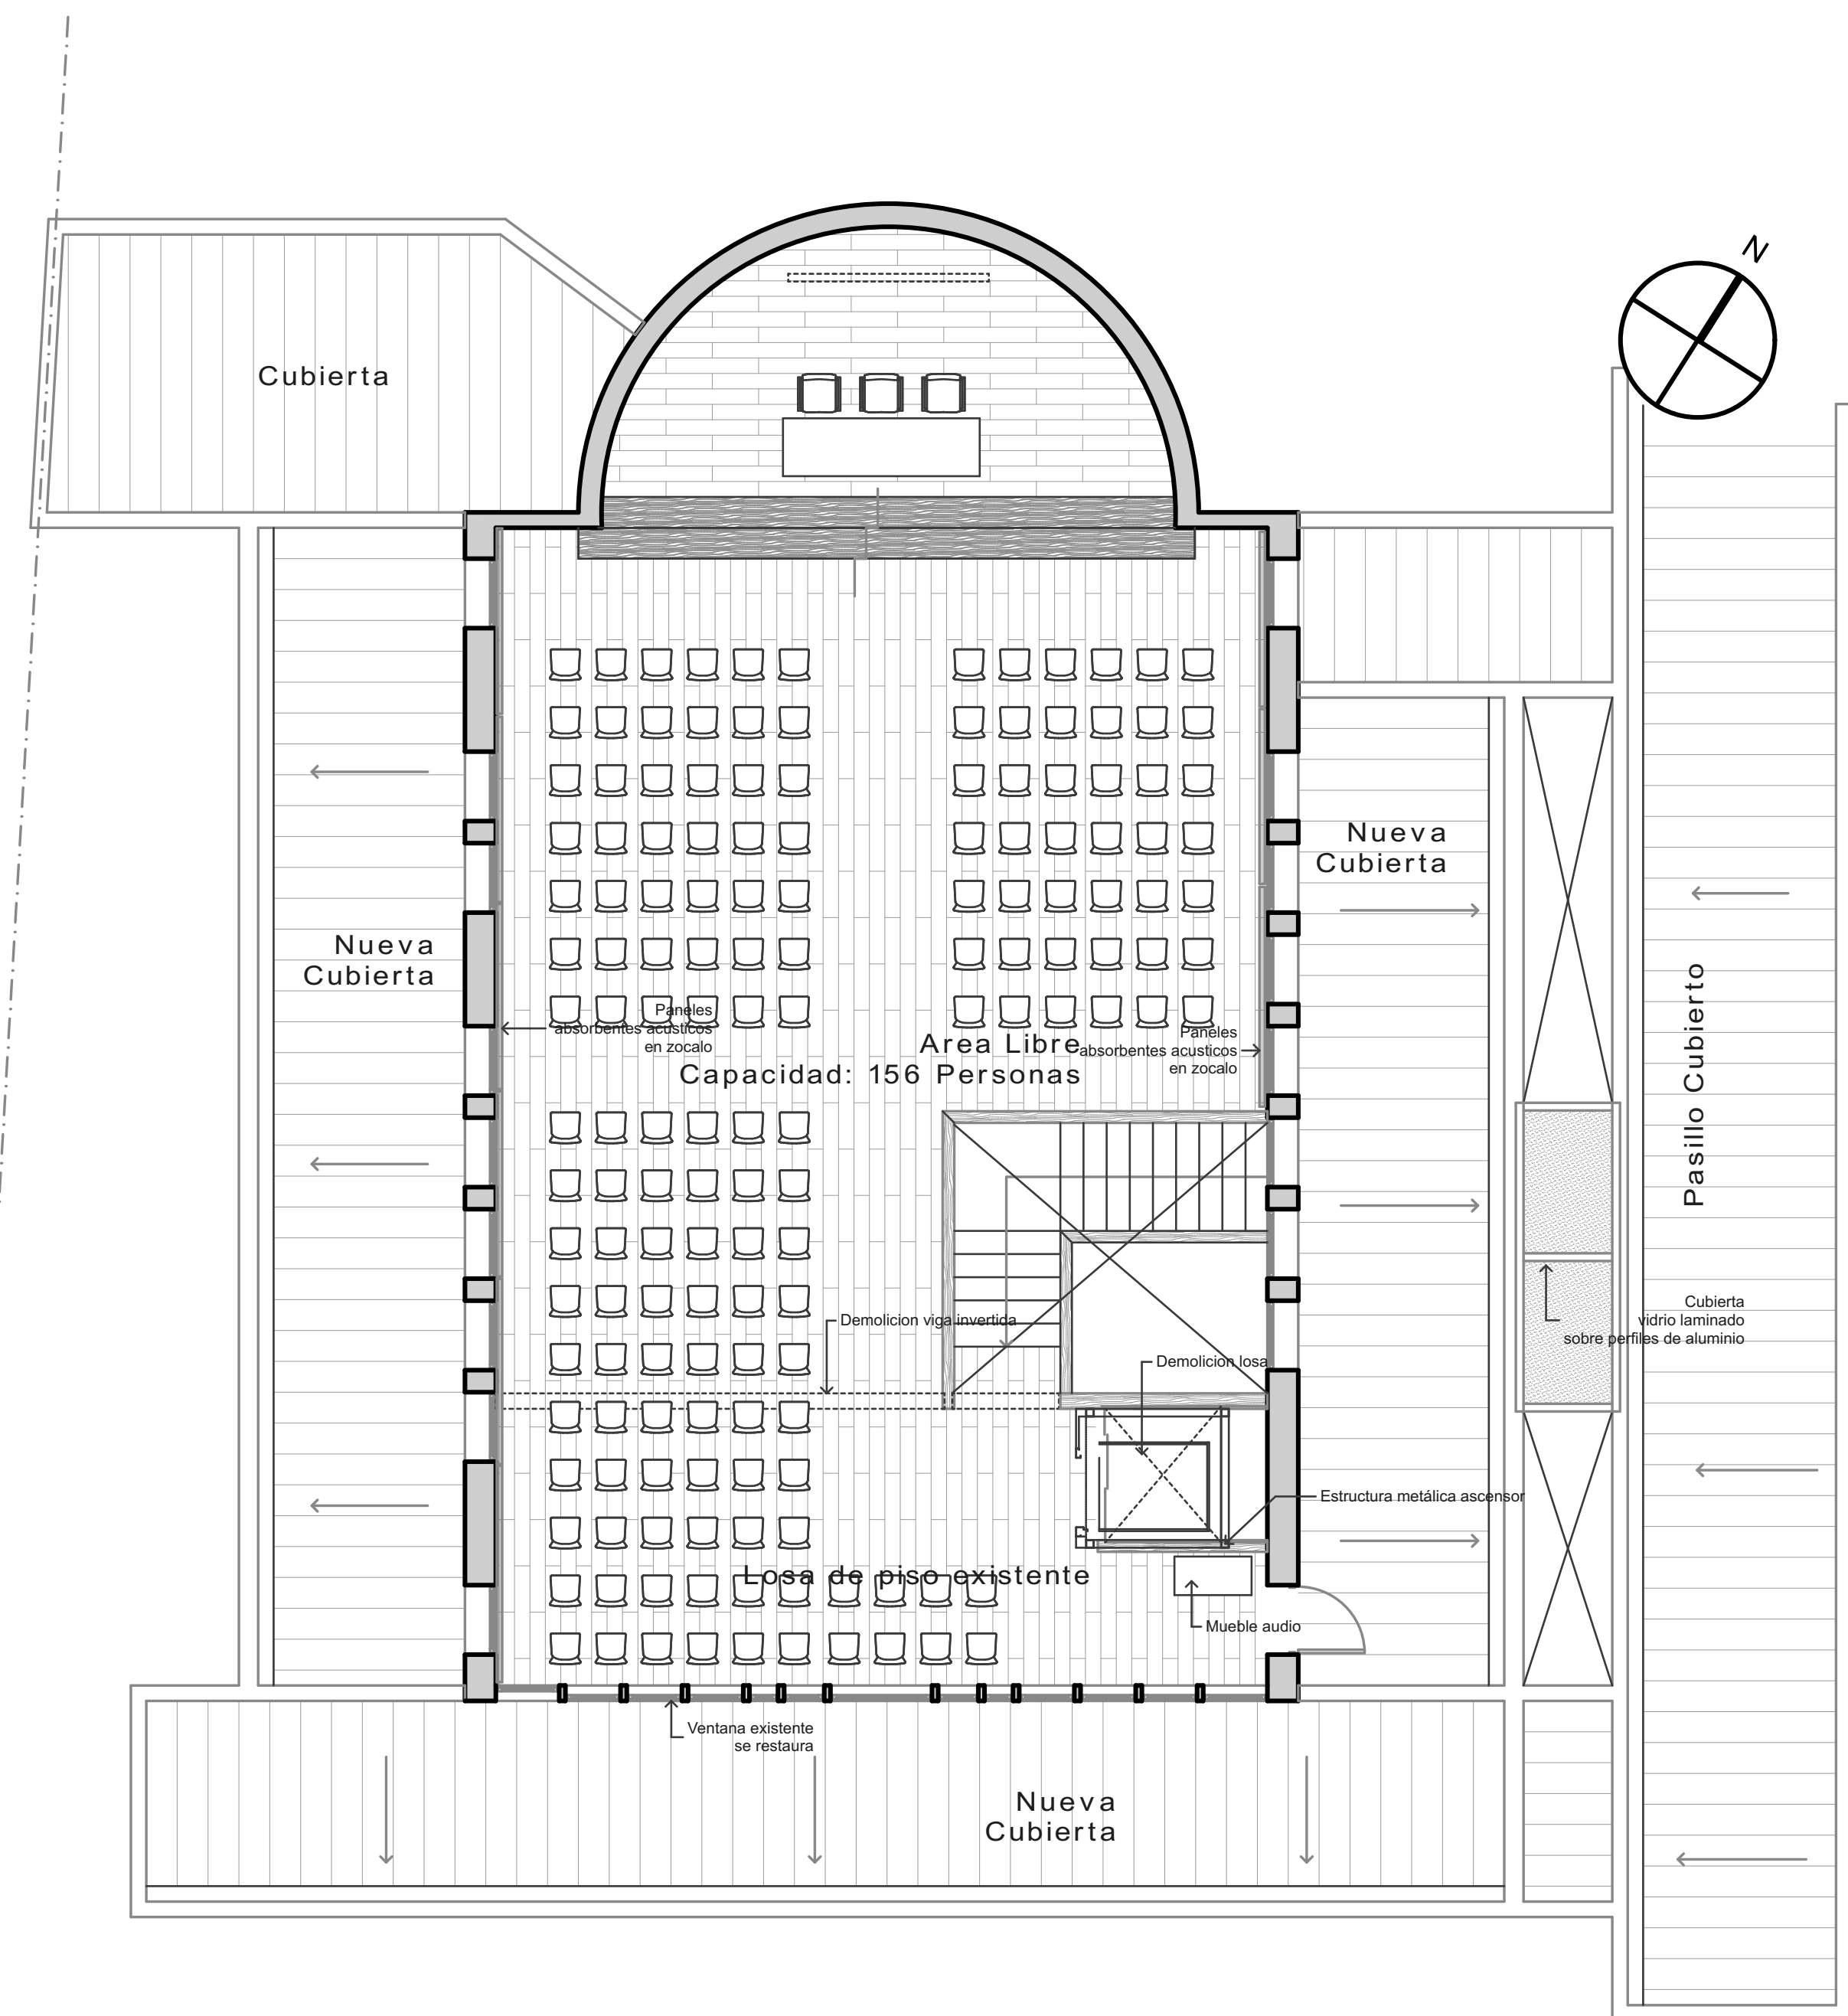 N
Cubierta
Nueva
Cubierta
Nueva
Cubierta
Pasillo Cubierto
Paneles
absorbentes acusticos
en zocalo
Area Libre
Capacidad: 156 Personas
Paneles
absorbentes acusticos
en zocalo
Cubierta
vidrio laminado
sobre perfiles de aluminio
Demolicion viga invertida
Demolicion losa
Estructura metálica ascensor
Losa de piso existente
Mueble audio
Ventana existente
se restaura
Nueva
Cubierta